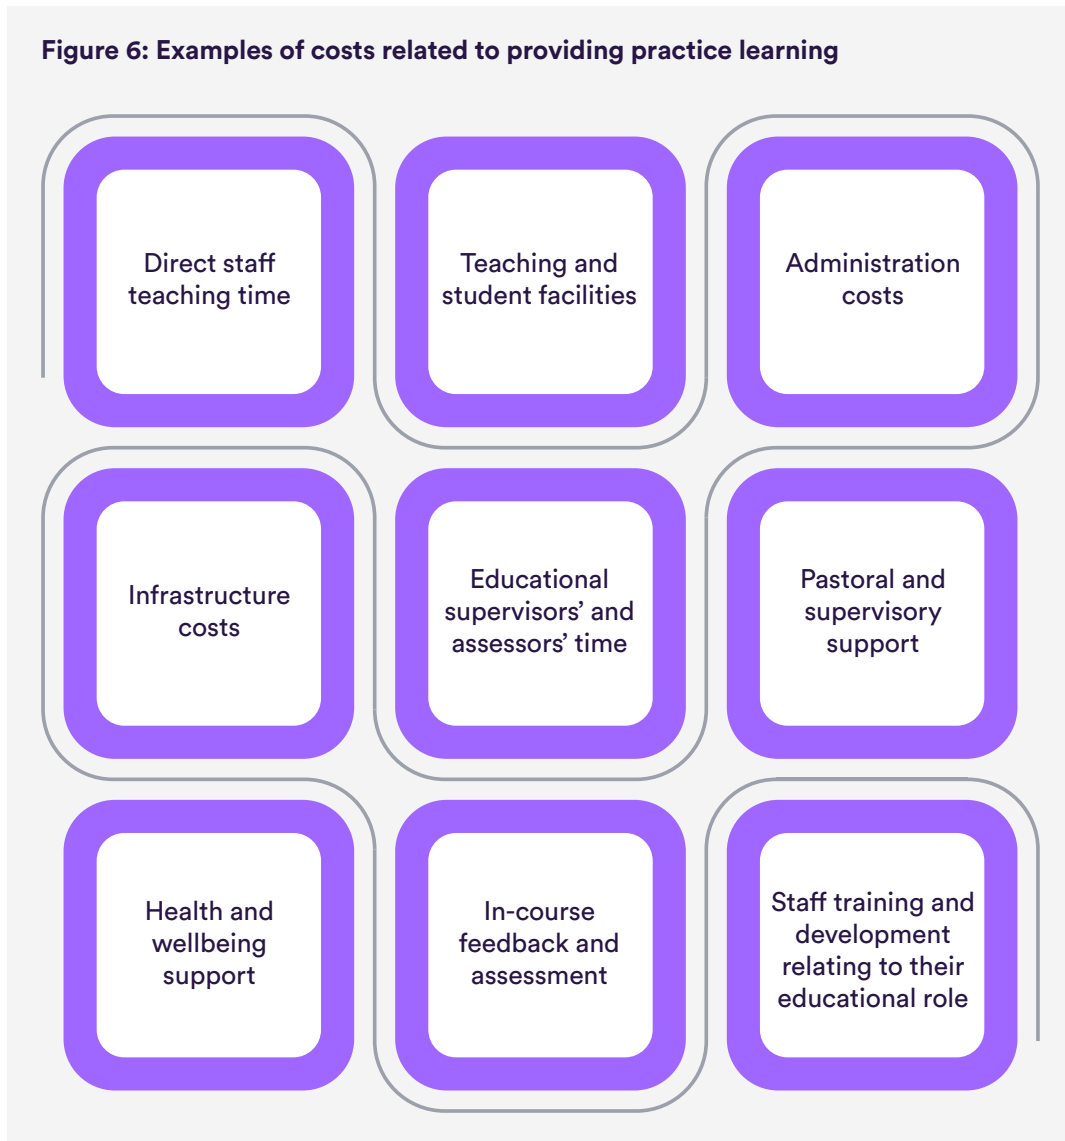 Figure 6: Examples of costs related to providing practice learning
Direct staff
teaching time
Teaching and
student facilities
Administration
costs
Infrastructure
costs
Educational
supervisors’ and
assessors’ time
Pastoral and
supervisory
support
Health and
wellbeing
support
In-course
feedback and
assessment
Staff training and
development
relating to their
educational role